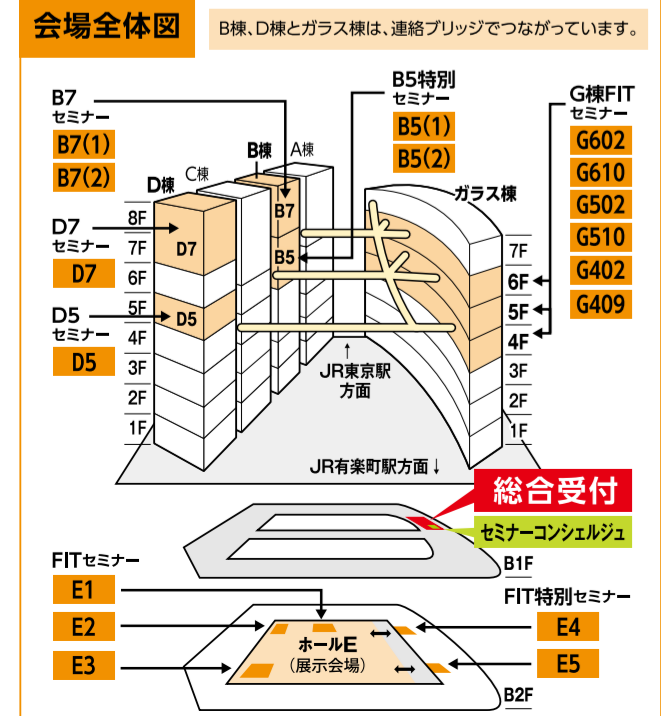 会場全体図
B棟、D棟とガラス棟は、連絡ブリッジでつながっています。
B7
セミナー
B7(1)
B7(2)
D7
セミナー
D7
D5
セミナー
D5
B5特別
セミナー
B5(1)
B5(2)
G棟FIT
セミナー
G602
G610
G502
G510
G402
G409
D棟
C棟
B棟
A棟
ガラス棟
8F
7F
6F
5F
4F
3F
2F
1F
D7
D5
B7
B5
7F
6F
5F
4F
3F
2F
1F
↑
JR東京駅
方面
JR有楽町駅方面↓
総合受付
セミナーコンシェルジュ
B1F
FITセミナー
E1
E2
E3
FIT特別セミナー
E4
E5
ホールE
(展示会場)
B2F